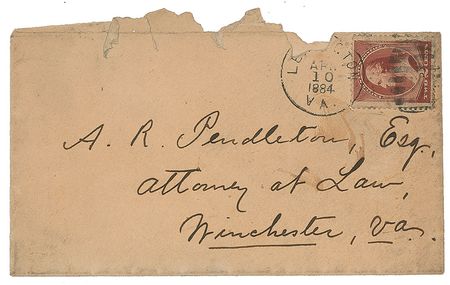 APR
10
1884
VA.
A. R. Pendleton, Esq.,
Attorney at Law,
Winchester, Va.